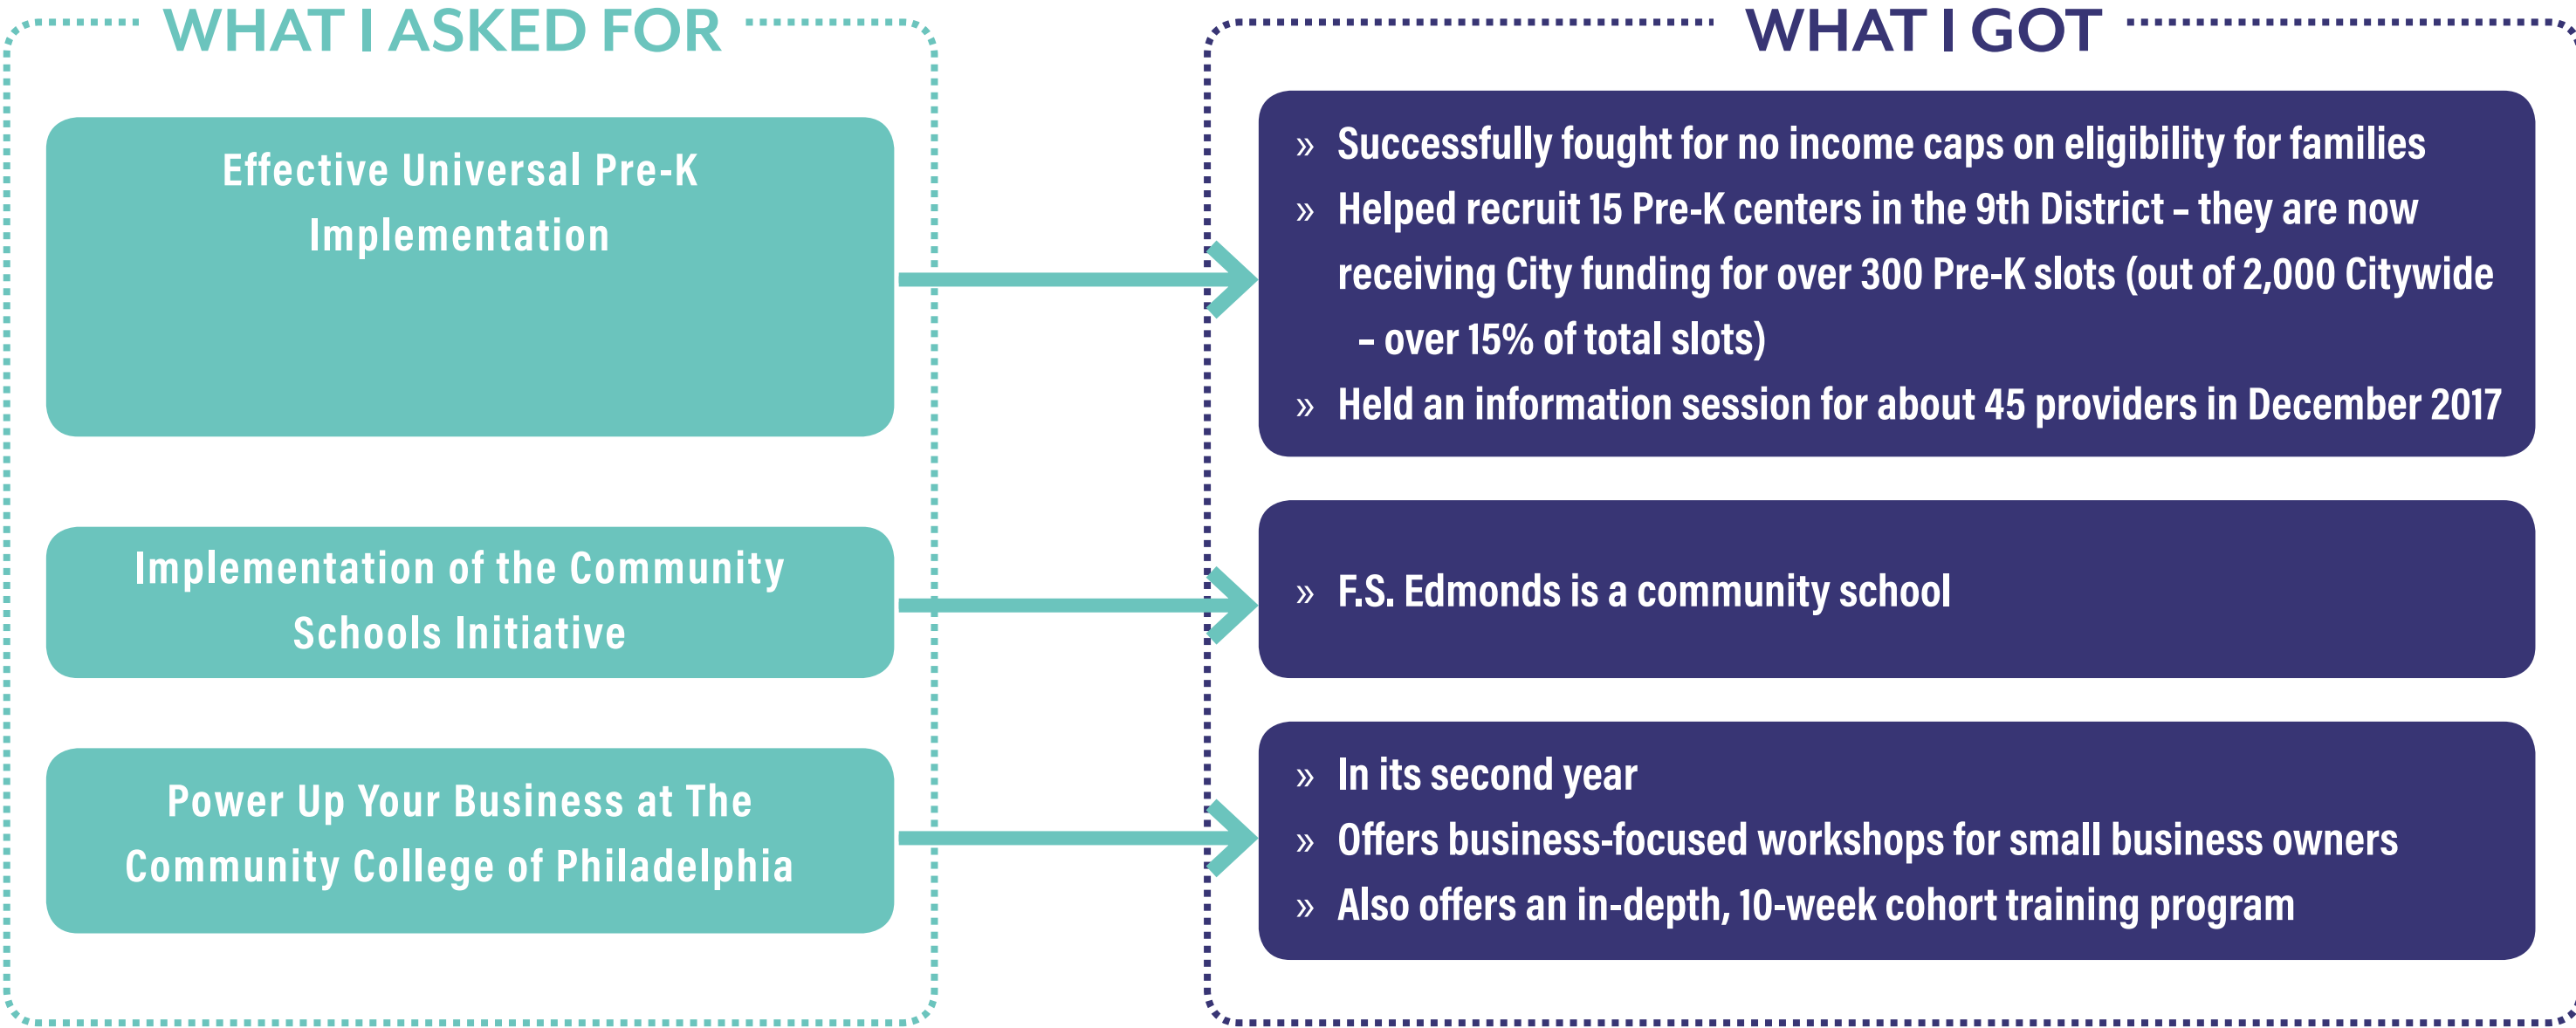 WHAT I ASKED FOR
Effective Universal Pre-K
Implementation
Implementation of the Community
Schools Initiative
Power Up Your Business at The
Community College of Philadelphia
WHAT I GOT
» Successfully fought for no income caps on eligibility for families
» Helped recruit 15 Pre-K centers in the 9th District – they are now
receiving City funding for over 300 Pre-K slots (out of 2,000 Citywide
– over 15% of total slots)
» Held an information session for about 45 providers in December 2017
» F.S. Edmonds is a community school
» In its second year
» Offers business-focused workshops for small business owners
» Also offers an in-depth, 10-week cohort training program